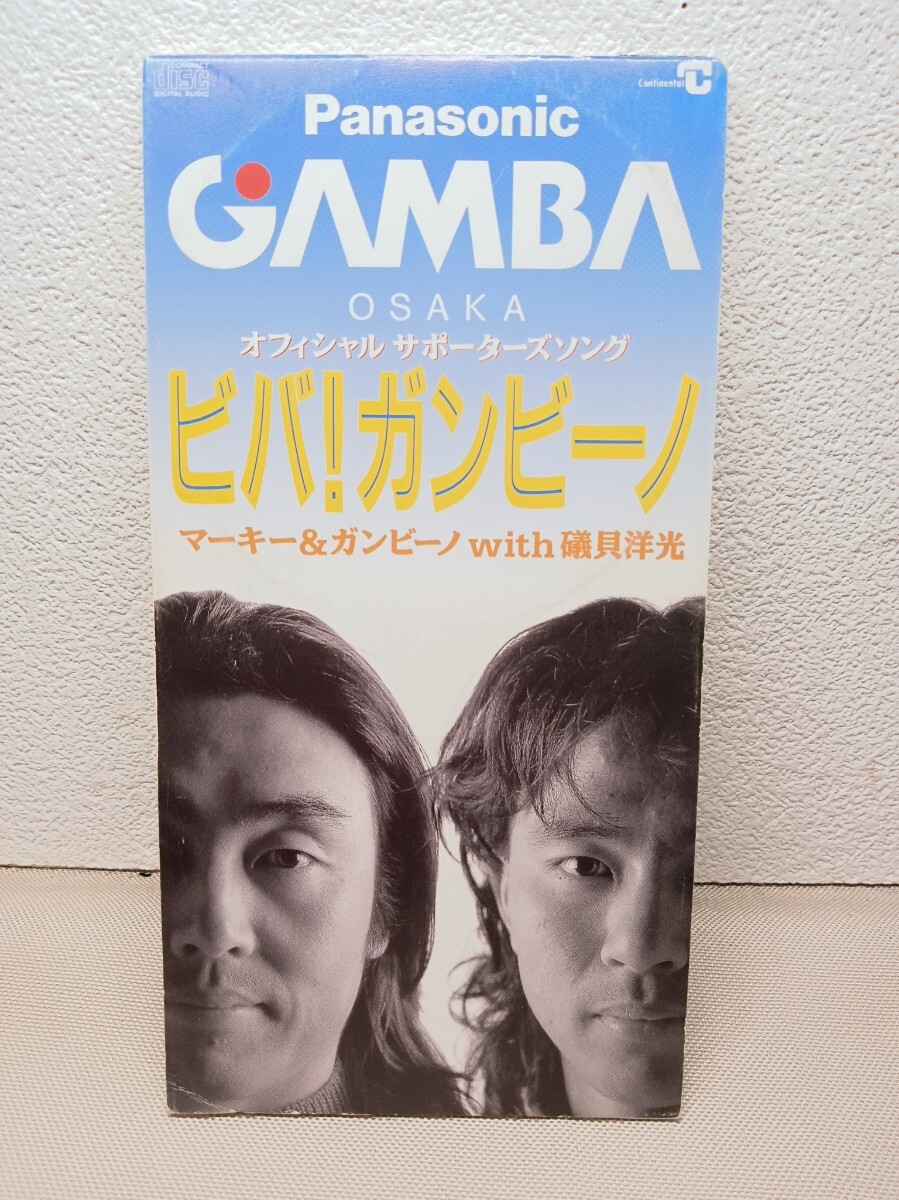 COMPACT
disc
DIGITAL AUDIO
Continental
Panasonic
GAMBA
OSAKA
オフィシャル サポーターズソング
ビバ!ガンビーノ
マーキー&ガンビーノ with 礒貝洋光